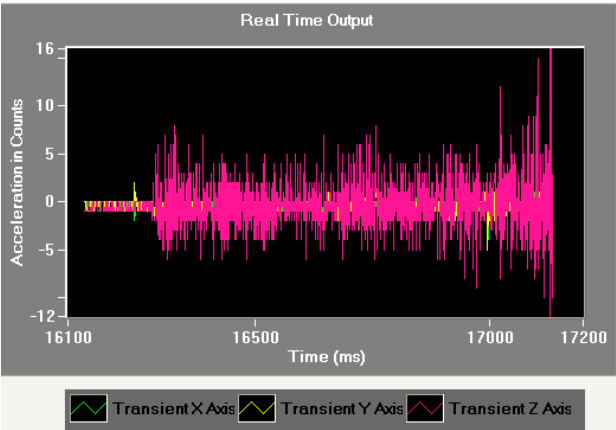 Real Time Output
Acceleration in Counts
16
10
5
0
-5
-12
16100
16500
17000
17200
Time (ms)
Transient X Axis
Transient Y Axis
Transient Z Axis